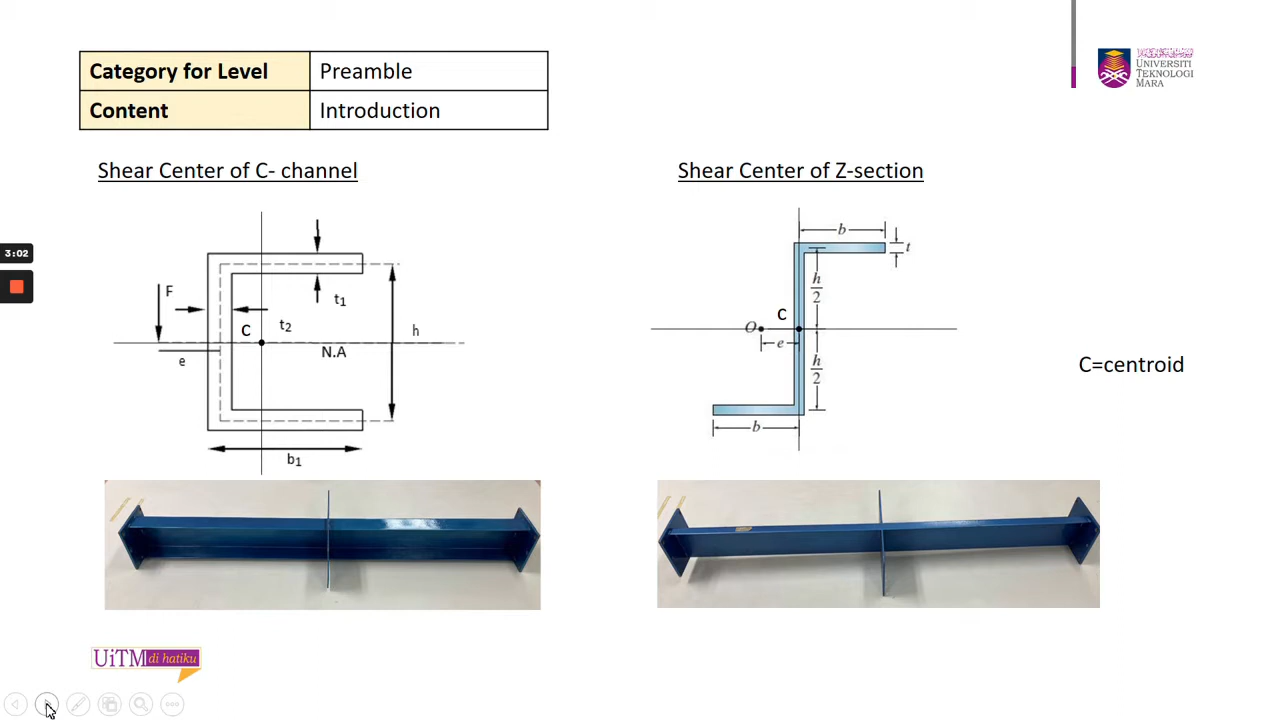 Category for Level Preamble
Content Introduction
UNIVERSITI
TEKNOLOGI
MARA
Shear Center of C- channel
Shear Center of Z-section
3:02
F
t1
C
t2
h
N.A
e
b1
b
t
h
2
C
O
e
h
2
b
C=centroid
UiTM di hatiku